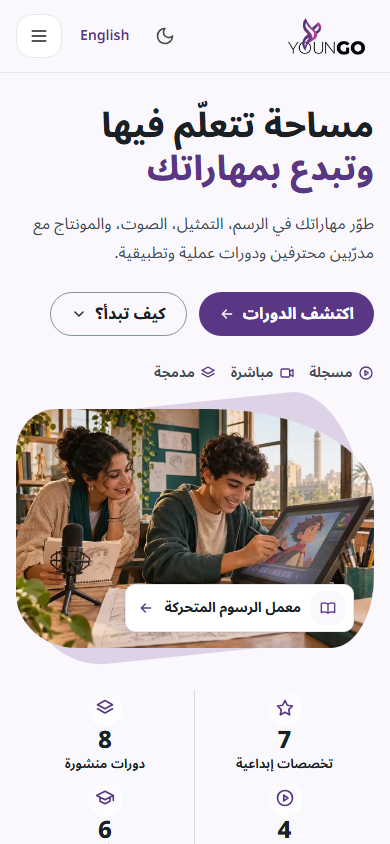 YOUNGO
English
مساحة تتعلّم فيها
وتبدع بمهاراتك
طوّر مهاراتك في الرسم، التمثيل، الصوت، والمونتاج مع
مدرّبين محترفين ودورات عملية وتطبيقية.
اكتشف الدورات
كيف تبدأ؟
مسجلة
مباشرة
مدمجة
معمل الرسوم المتحركة
7
تخصصات إبداعية
8
دورات منشورة
4
6